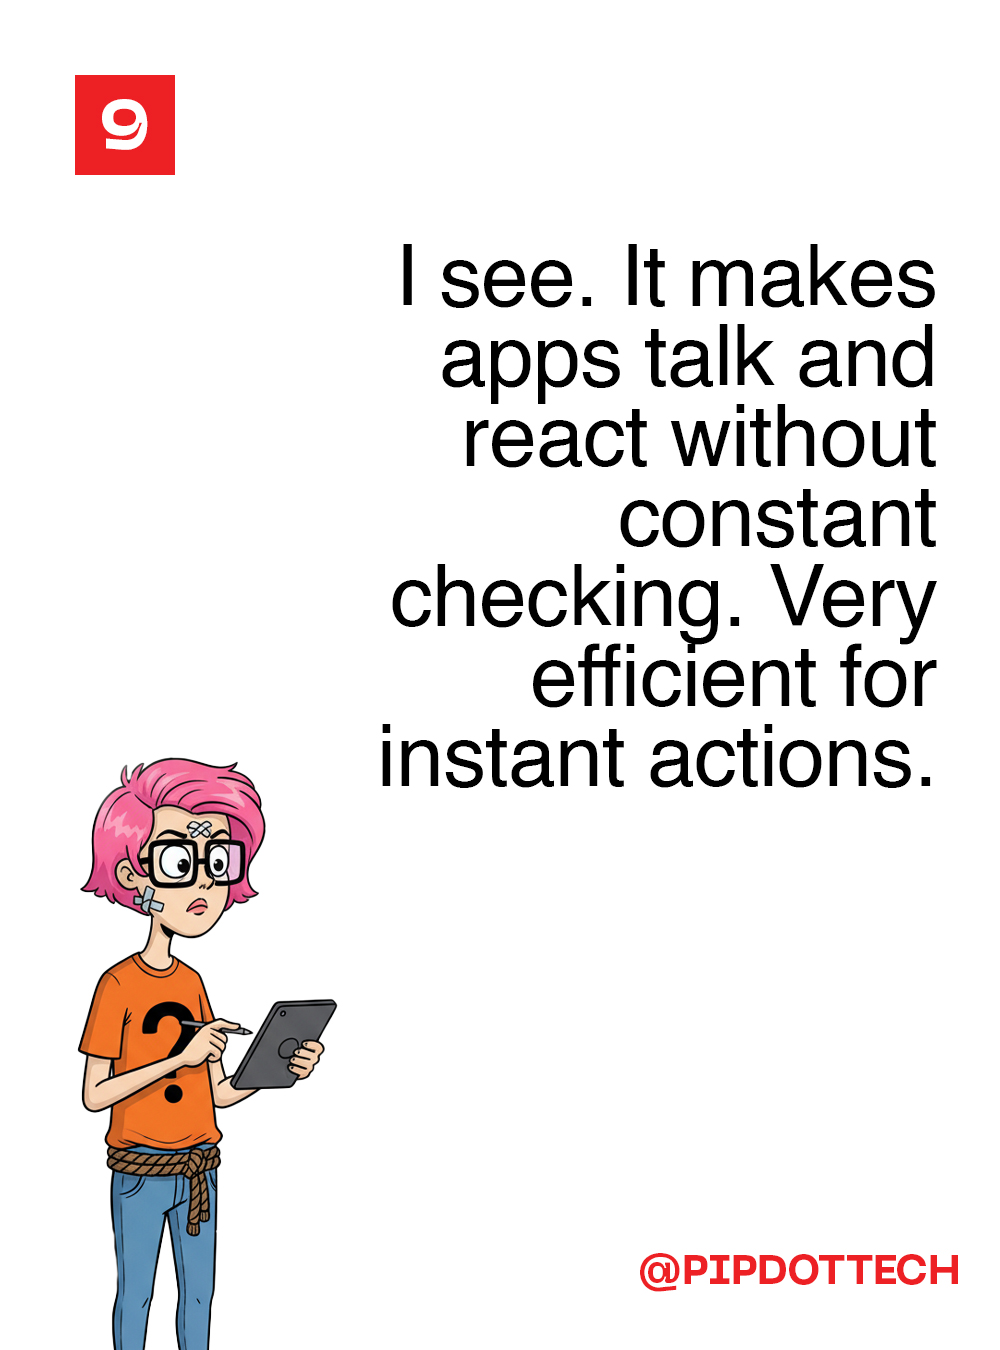 9
I see. It makes
apps talk and
react without
constant
checking. Very
efficient for
instant actions.
?
@PIPDOTTECH